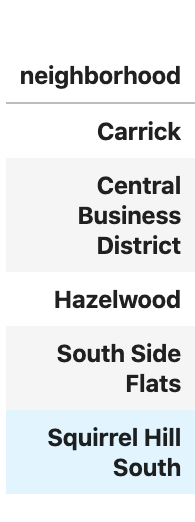 neighborhood
Carrick
Central
Business
District
Hazelwood
South Side
Flats
Squirrel Hill
South